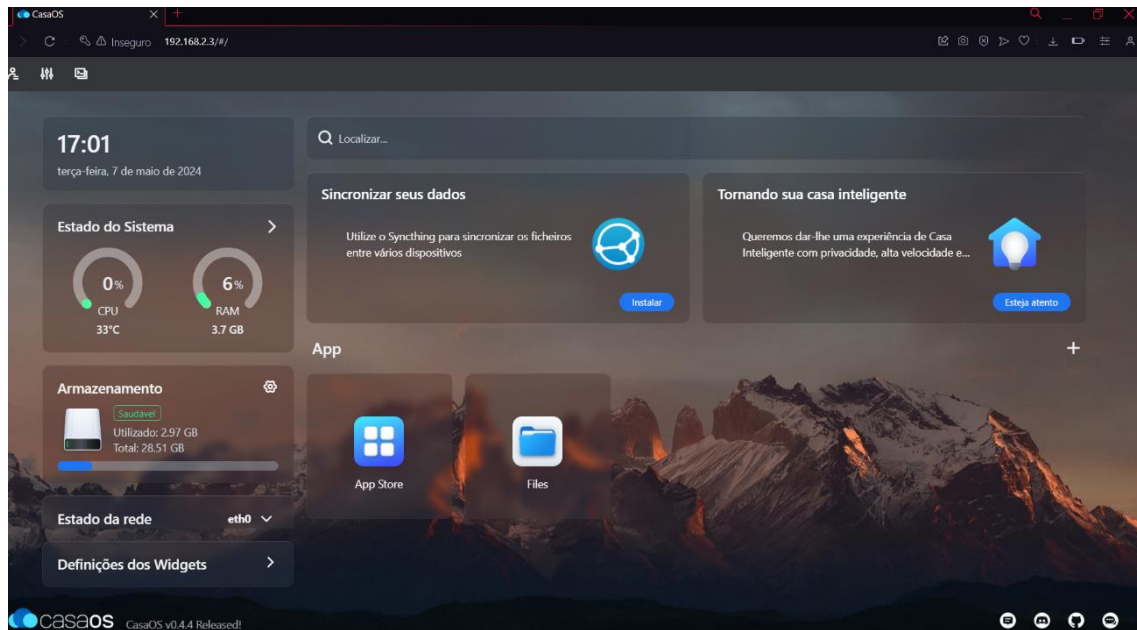 CasaOS
Inseguro 192.168.2.3/#/
17:01
terça-feira, 7 de maio de 2024
Localizar...
Sincronizar seus dados
Utilize o Syncthing para sincronizar os ficheiros
entre vários dispositivos
Instalar
Tornando sua casa inteligente
Queremos dar-lhe uma experiência de Casa
Inteligente com privacidade, alta velocidade e...
Esteja atento
Estado do Sistema
0%
CPU
33°C
6%
RAM
3.7 GB
Armazenamento
Saudável
Utilizado: 2.97 GB
Total: 28.51 GB
Estado da rede eth0
Definições dos Widgets
App
App Store
Files
CasaOS CasaOS v0.4.4 Released!